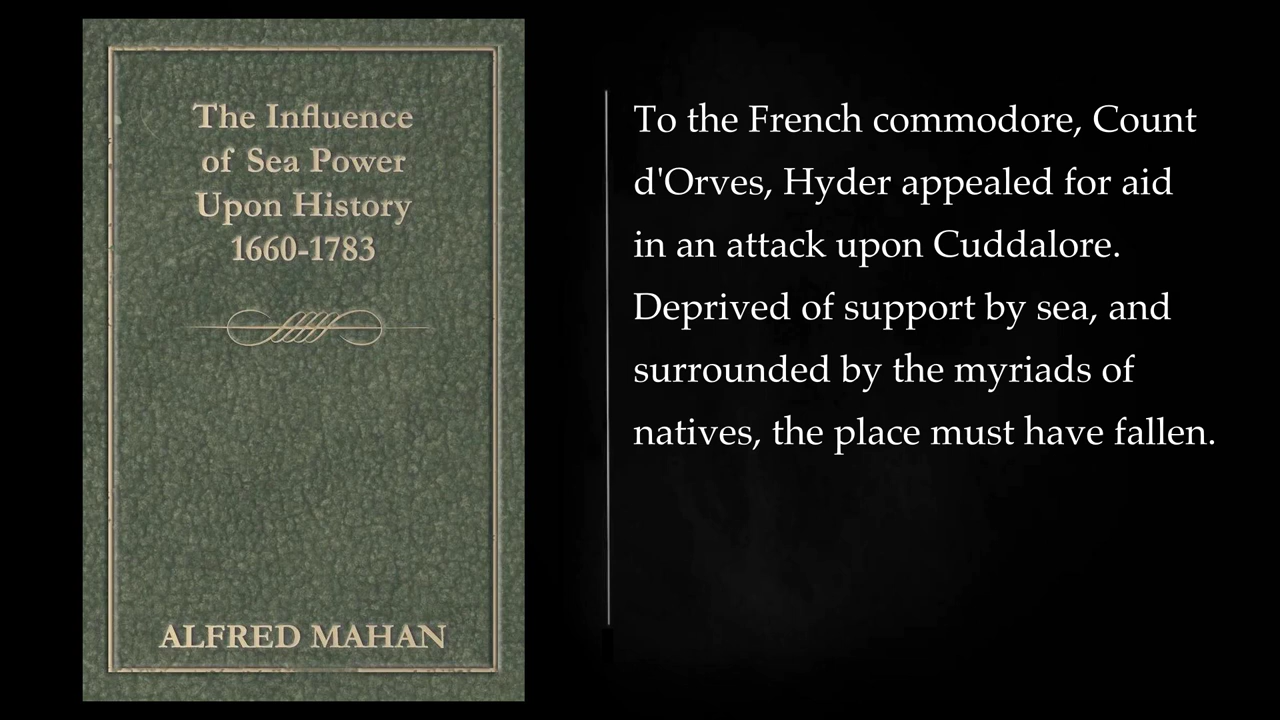 The Influence
of Sea Power
Upon History
1660-1783
ALFRED MAHAN
To the French commodore, Count
d'Orves, Hyder appealed for aid
in an attack upon Cuddalore.
Deprived of support by sea, and
surrounded by the myriads of
natives, the place must have fallen.